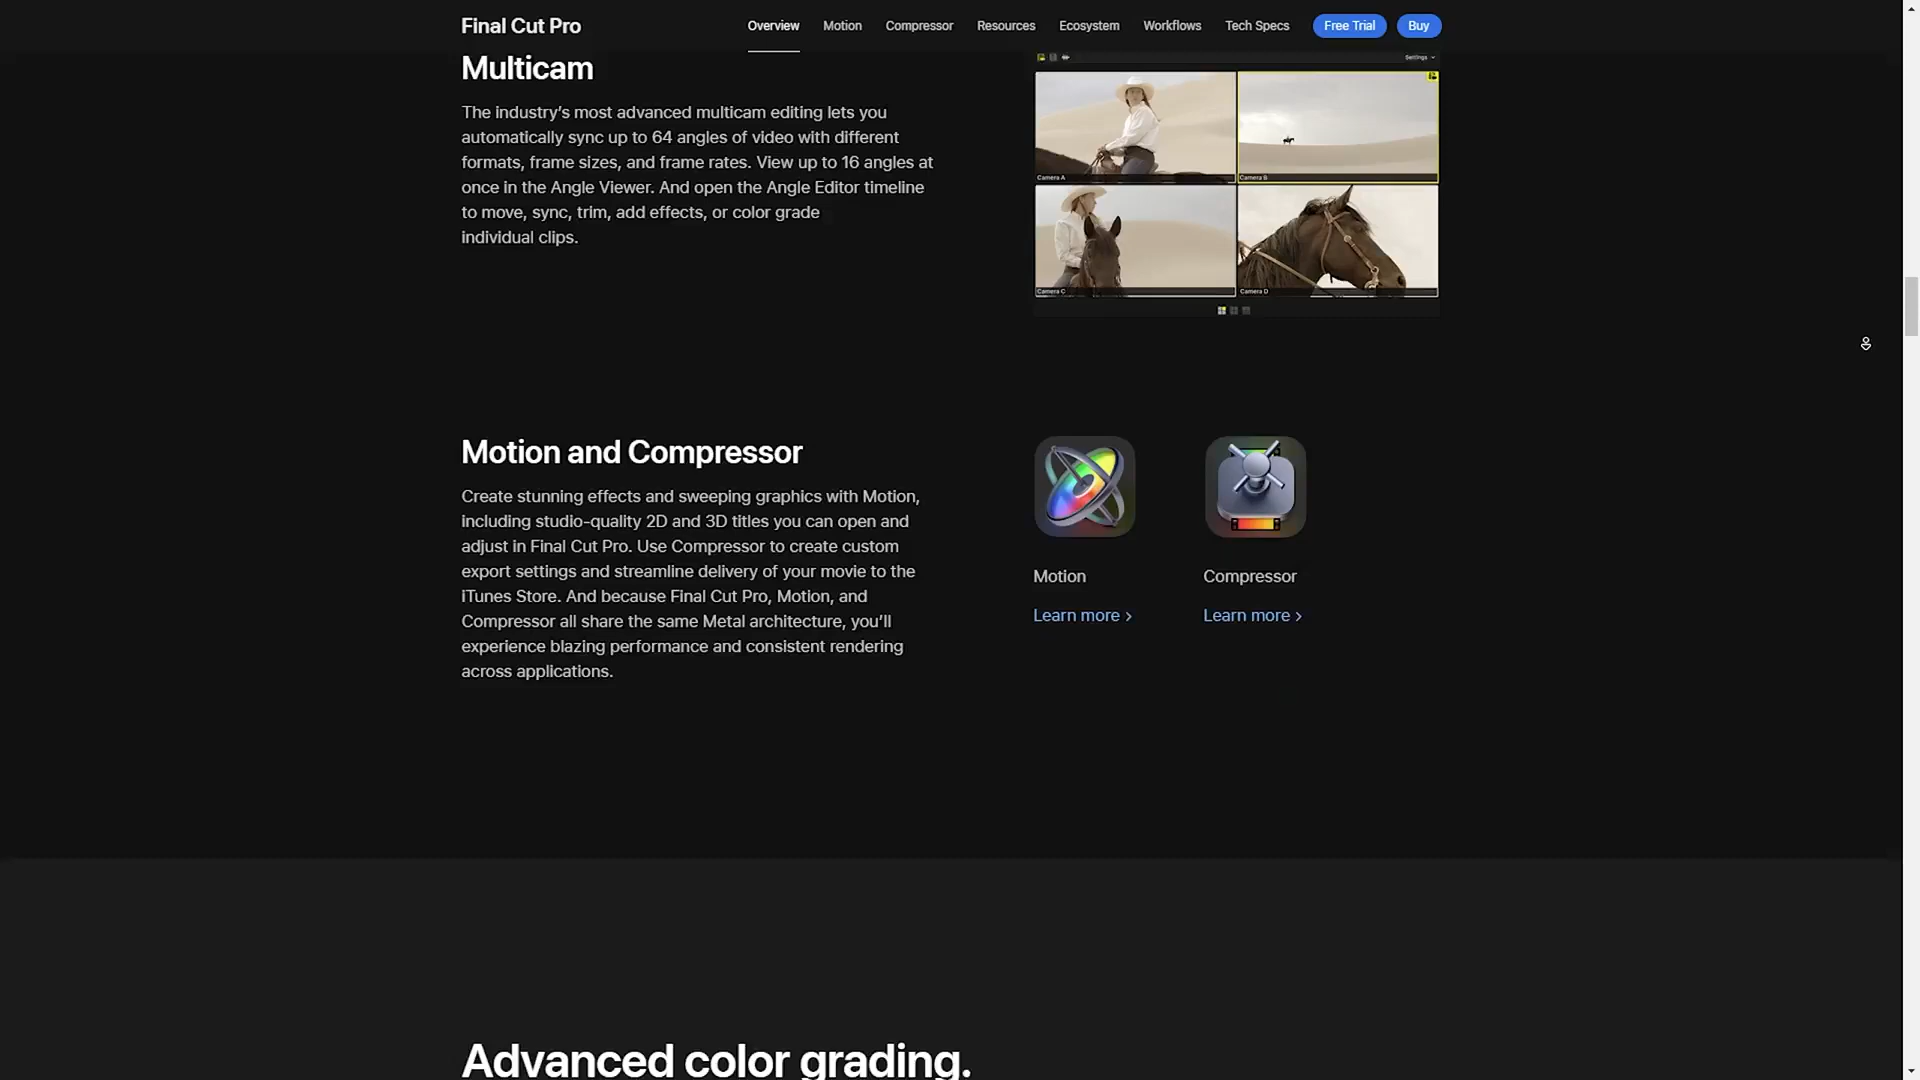 Final Cut Pro
Overview
Motion
Compressor
Resources
Ecosystem
Workflows
Tech Specs
Free Trial
Buy
Multicam
The industry’s most advanced multicam editing lets you
automatically sync up to 64 angles of video with different
formats, frame sizes, and frame rates. View up to 16 angles at
once in the Angle Viewer. And open the Angle Editor timeline
to move, sync, trim, add effects, or color grade
individual clips.
Settings
Camera A
Camera B
Camera C
Camera D
Motion and Compressor
Create stunning effects and sweeping graphics with Motion,
including studio-quality 2D and 3D titles you can open and
adjust in Final Cut Pro. Use Compressor to create custom
export settings and streamline delivery of your movie to the
iTunes Store. And because Final Cut Pro, Motion, and
Compressor all share the same Metal architecture, you’ll
experience blazing performance and consistent rendering
across applications.
Motion
Learn more >
Compressor
Learn more >
Advanced color grading.